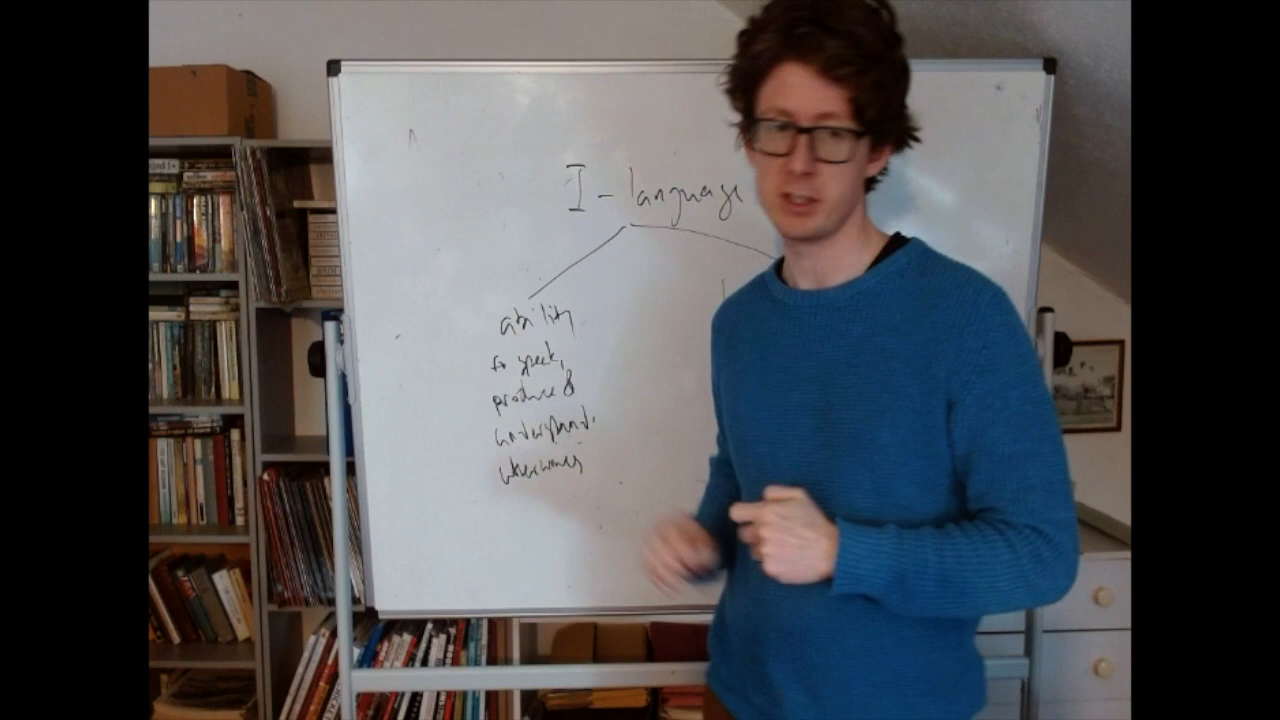 I-language
ability
to speak,
produce &
understand.
utterances